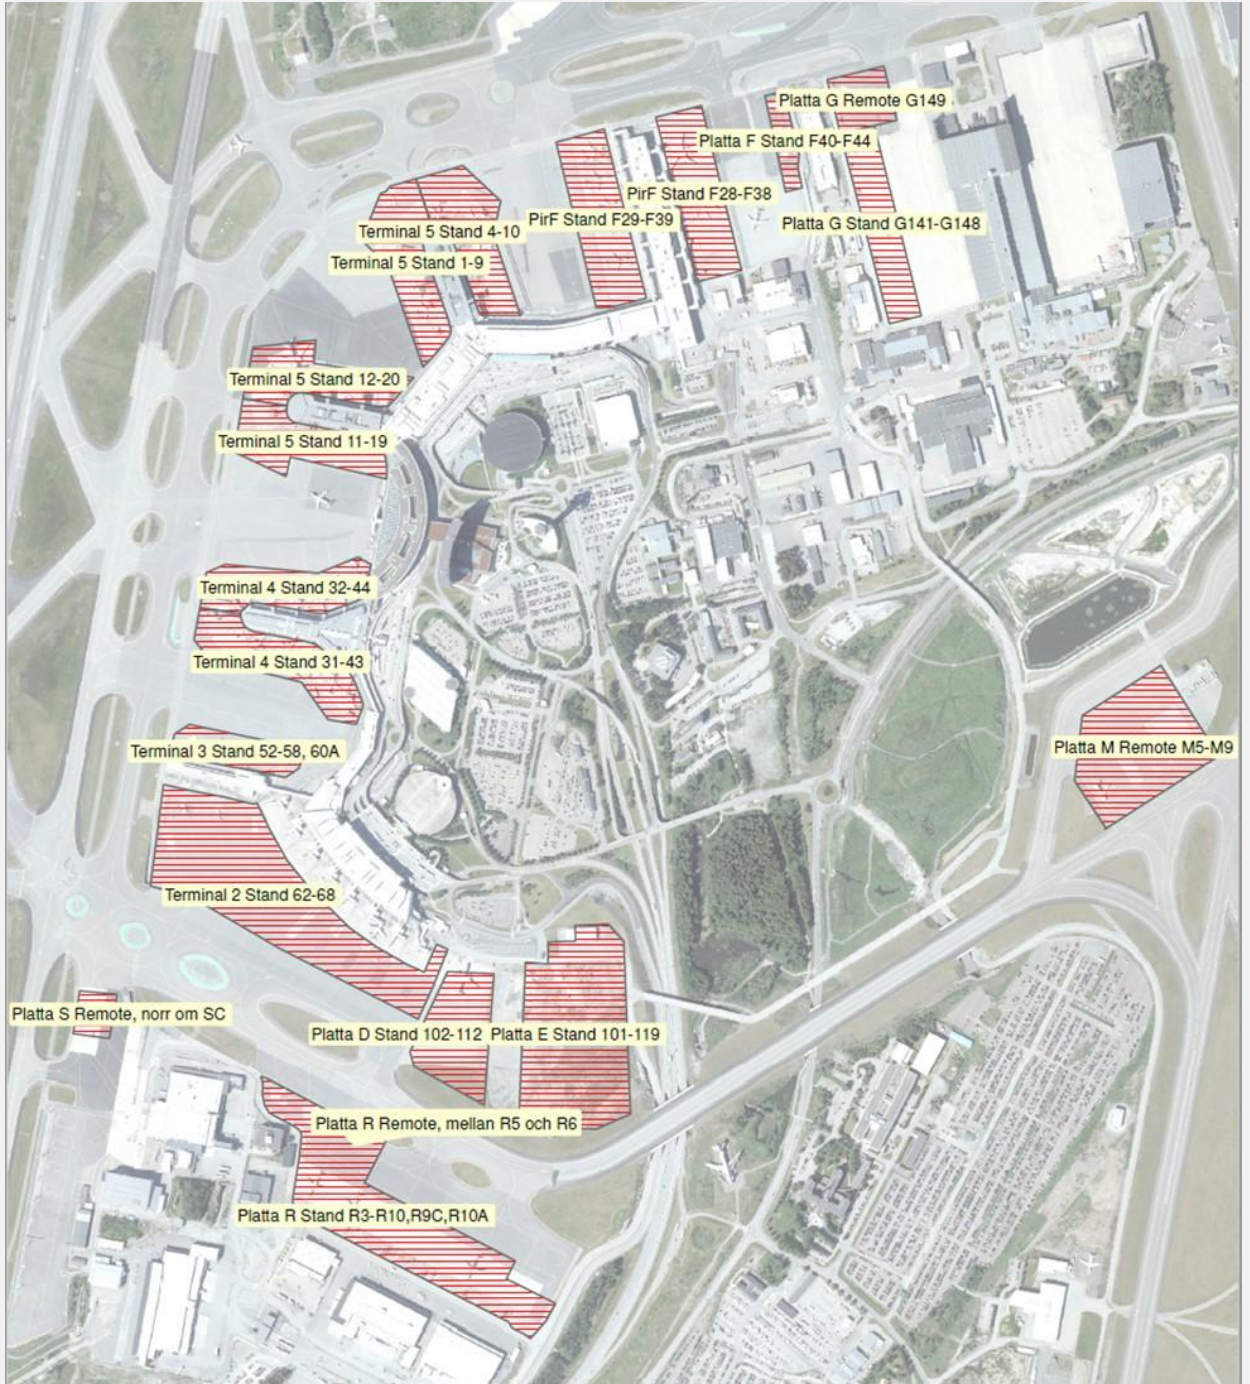 Platta G Remote G149
Platta F Stand F40-F44
PirF Stand F28-F38
PirF Stand F29-F39
Platta G Stand G141-G148
Terminal 5 Stand 4-10
Terminal 5 Stand 1-9
Terminal 5 Stand 12-20
Terminal 5 Stand 11-19
Terminal 4 Stand 32-44
Terminal 4 Stand 31-43
Terminal 3 Stand 52-58, 60A
Platta M Remote M5-M9
Terminal 2 Stand 62-68
Platta S Remote, norr om SC
Platta D Stand 102-112
Platta E Stand 101-119
Platta R Remote, mellan R5 och R6
Platta R Stand R3-R10,R9C,R10A